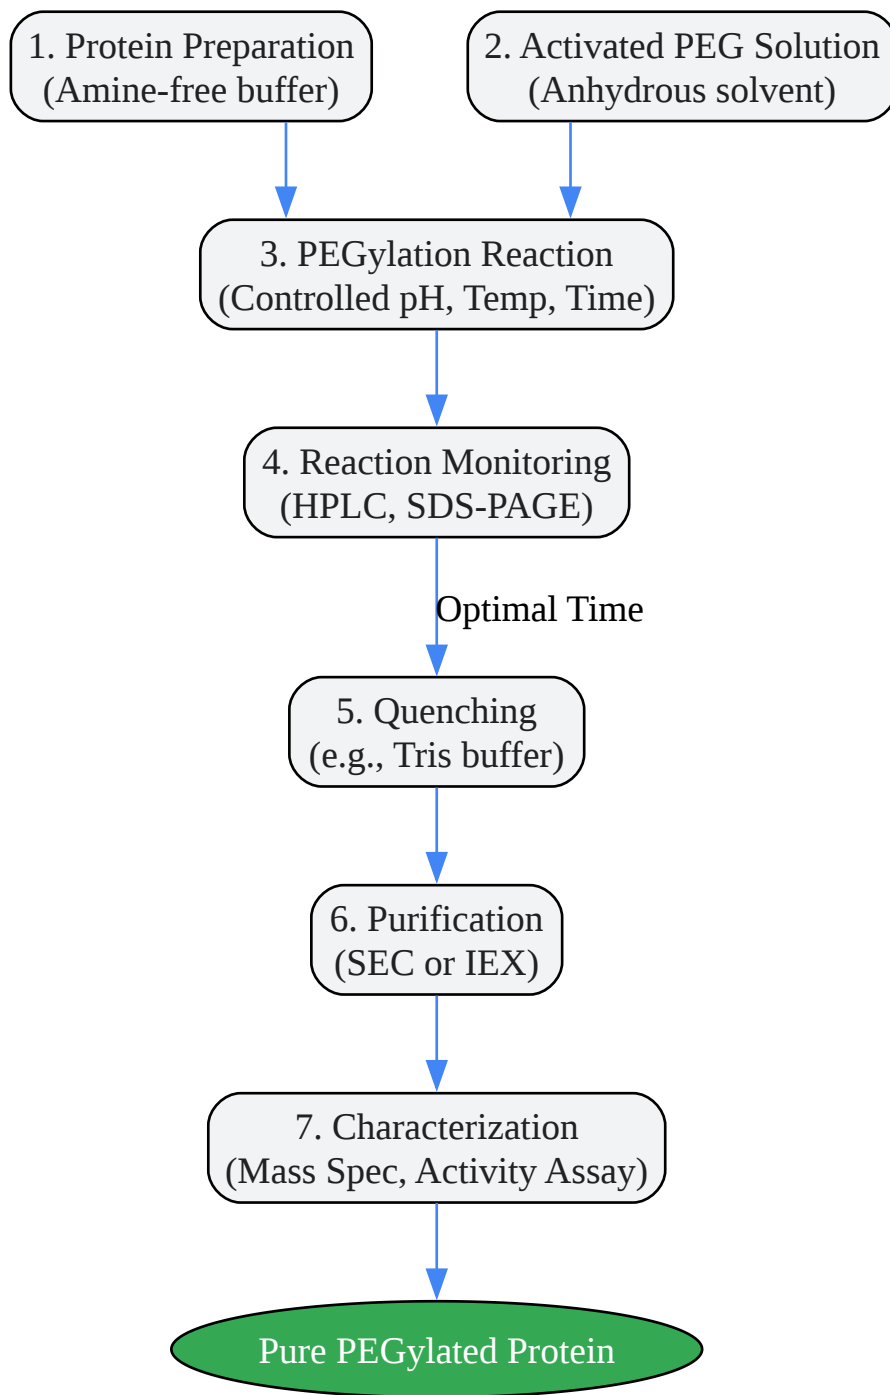 1. Protein Preparation
(Amine-free buffer)
2. Activated PEG Solution
(Anhydrous solvent)
3. PEGylation Reaction
(Controlled pH, Temp, Time)
4. Reaction Monitoring
(HPLC, SDS-PAGE)
Optimal Time
5. Quenching
(e.g., Tris buffer)
6. Purification
(SEC or IEX)
7. Characterization
(Mass Spec, Activity Assay)
Pure PEGylated Protein